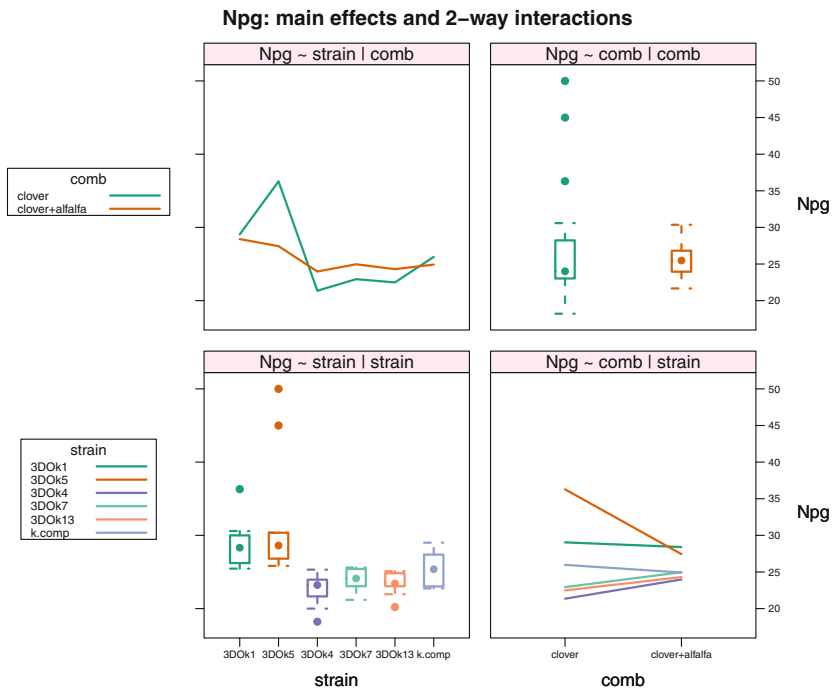 Npg: main effects and 2−way interactions
Npg ~ strain | comb
Npg ~ comb | comb
50
45
35
30
25
20
Npg
comb
clover
clover+alfalfa
Npg ~ strain | strain
Npg ~ comb | strain
50
45
35
30
25
20
Npg
strain
3DOk1
3DOk5
3DOk4
3DOk7
3DOk13
k.comp
3DOk1 3DOk5 3DOk4 3DOk7 3DOk13 k.comp
clover clover+alfalfa
strain
comb